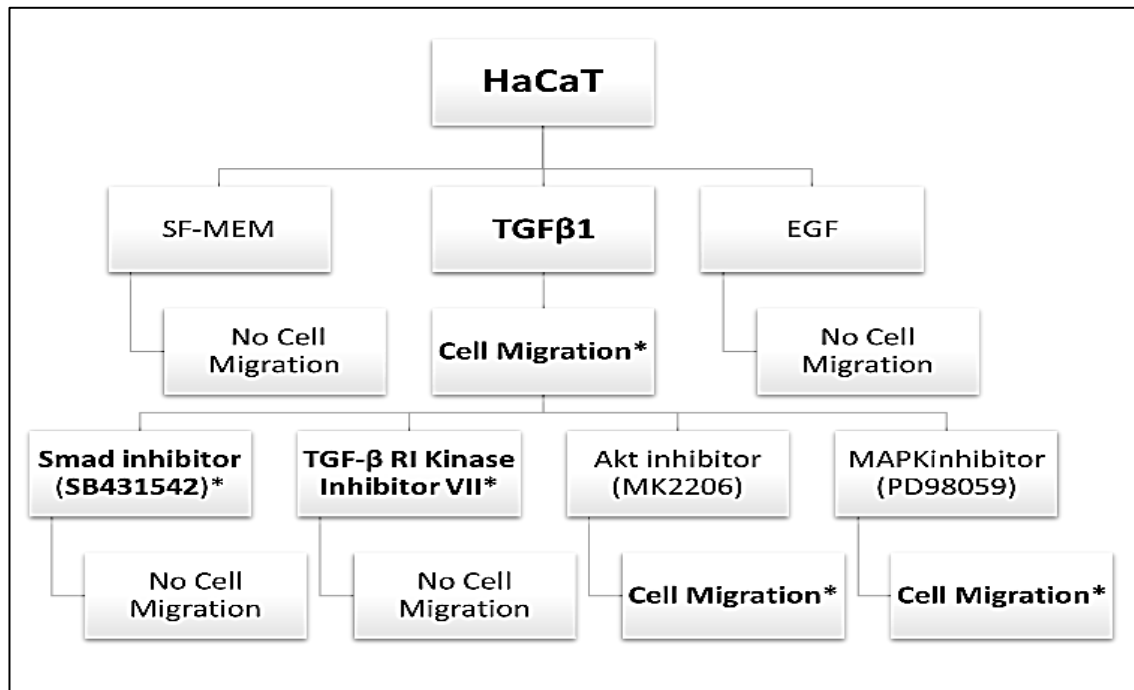 HaCaT
SF-MEM
TGFβ1
EGF
No Cell
Migration
Cell Migration*
No Cell
Migration
Smad inhibitor
(SB431542)*
TGF-β RI Kinase
Inhibitor VII*
Akt inhibitor
(MK2206)
MAPKinhibitor
(PD98059)
No Cell
Migration
No Cell
Migration
Cell Migration*
Cell Migration*